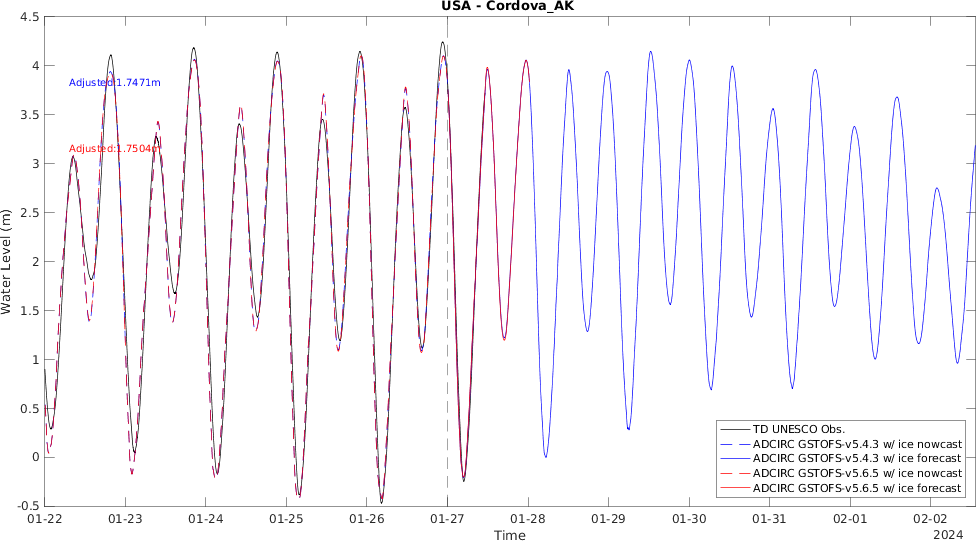 USA - Cordova_AK
4.5
4
3.5
3
2.5
2
1.5
1
0.5
0
-0.5
Water Level (m)
Adjusted:1.7471m
Adjusted:1.7504m
TD UNESCO Obs.
ADCIRC GSTOFS-v5.4.3 w/ ice nowcast
ADCIRC GSTOFS-v5.4.3 w/ ice forecast
ADCIRC GSTOFS-v5.6.5 w/ ice nowcast
ADCIRC GSTOFS-v5.6.5 w/ ice forecast
01-22 01-23 01-24 01-25 01-26 01-27 01-28 01-29 01-30 01-31 02-01 02-02
Time
2024